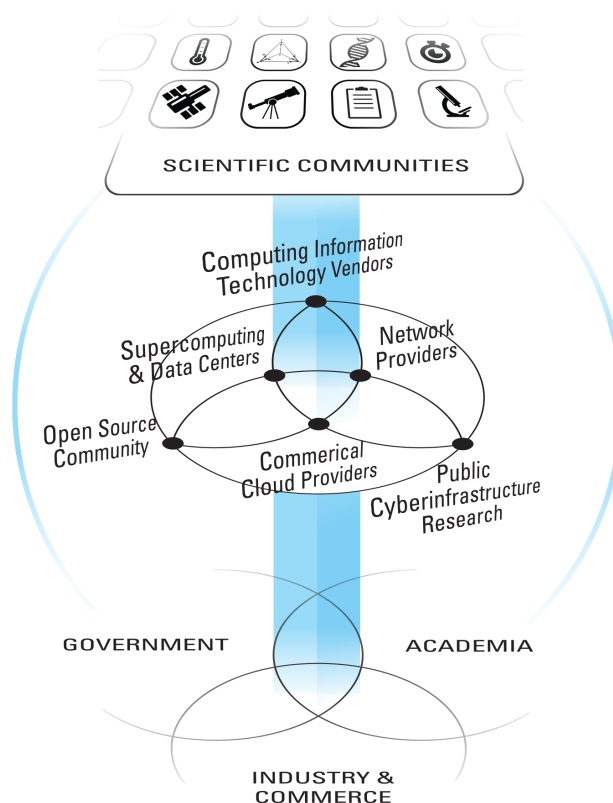 SCIENTIFIC COMMUNITIES
Computing Information
Technology Vendors
Supercomputing
& Data Centers
Network
Providers
Open Source
Community
Commerical
Cloud Providers
Public
Cyberinfrastructure
Research
GOVERNMENT
ACADEMIA
INDUSTRY &
COMMERCE